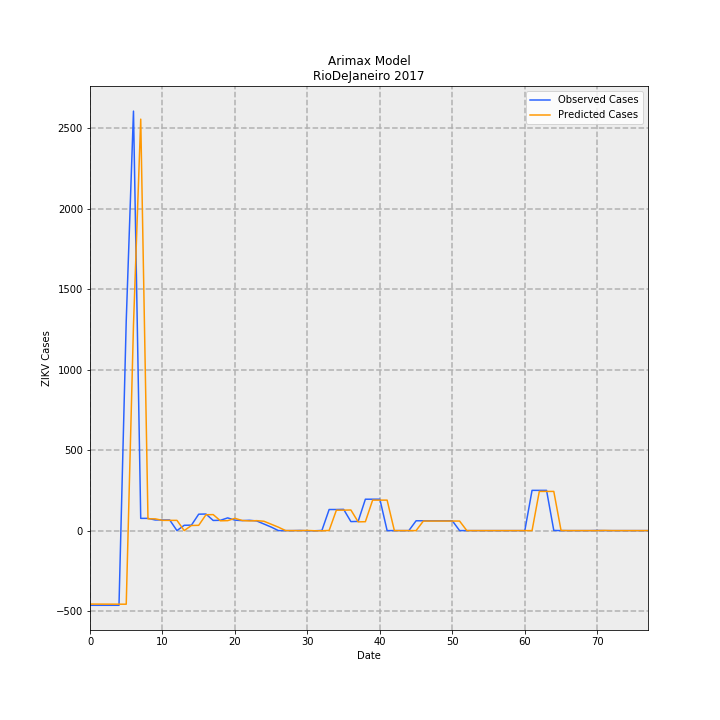 Arimax Model
RioDeJaneiro 2017
Observed Cases
Predicted Cases
2500
2000
1500
1000
500
0
−500
ZIKV Cases
0 10 20 30 40 50 60 70
Date